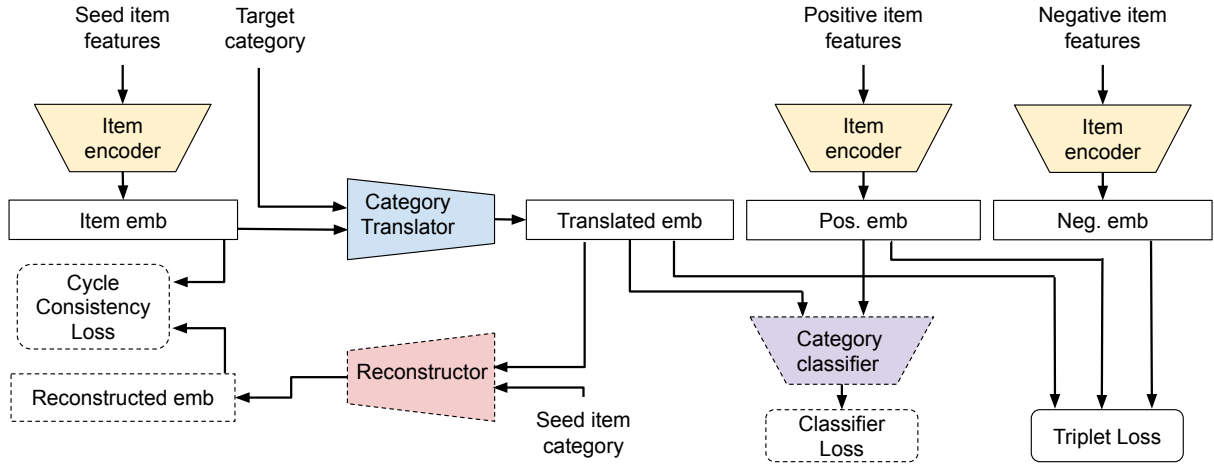 Seed item
features
Target
category
Positive item
features
Negative item
features
Item
encoder
Item
encoder
Item
encoder
Item emb
Category
Translator
Translated emb
Pos. emb
Neg. emb
Cycle
Consistency
Loss
Reconstructor
Category
classifier
Reconstructed emb
Seed item
category
Classifier
Loss
Triplet Loss